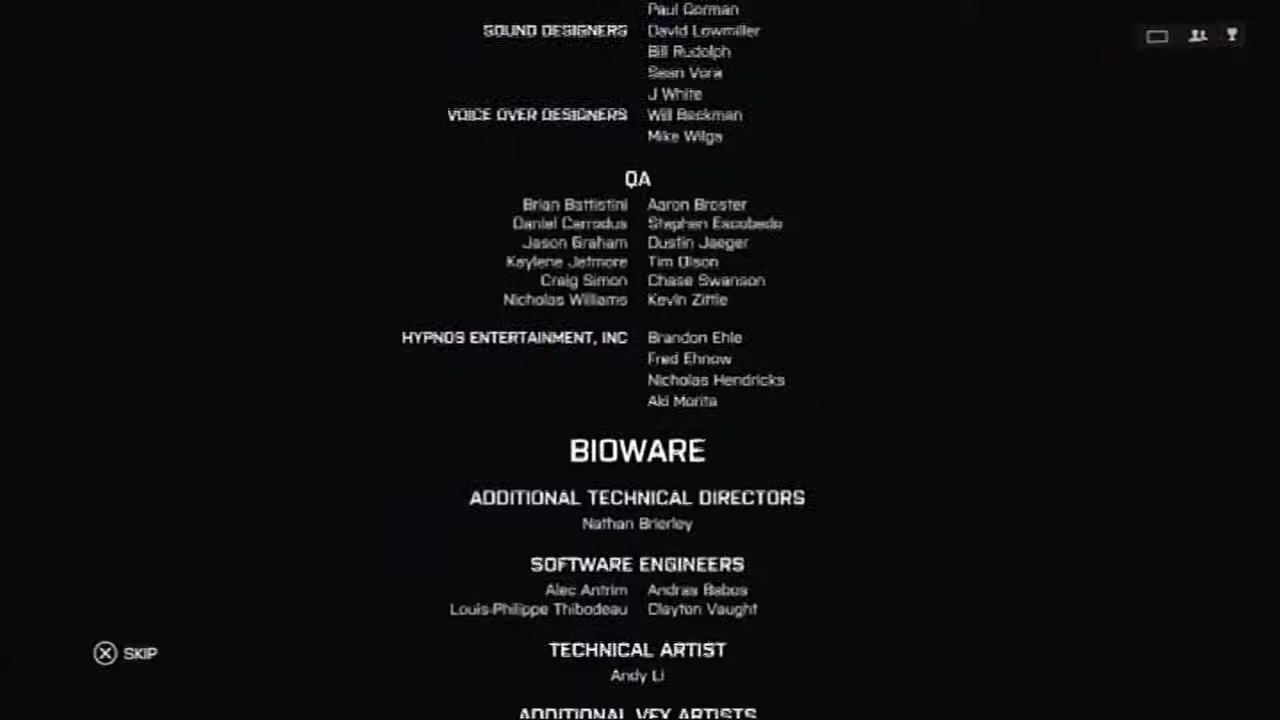 Paul Gorman
SOUND DESIGNERS David Lowmiller
Bill Rudolph
Sean Vora
J White
VOICE OVER DESIGNERS Will Beckman
Mike Wilga
QA
Brian Battistini Aaron Broster
Daniel Carradus Stephen Escobedo
Jason Graham Dustin Jaeger
Kaylene Jetmore Tim Olson
Craig Simon Chase Swanson
Nicholas Williams Kevin Zittle
HYPNOS ENTERTAINMENT, INC Brandon Ehle
Fred Ehnow
Nicholas Hendricks
Aki Morita
BIOWARE
ADDITIONAL TECHNICAL DIRECTORS
Nathan Brierley
SOFTWARE ENGINEERS
Alec Antrim Andras Babos
Louis-Philippe Thibodeau Clayton Vaught
SKIP
TECHNICAL ARTIST
Andy Li
ADDITIONAL VFX ARTISTS